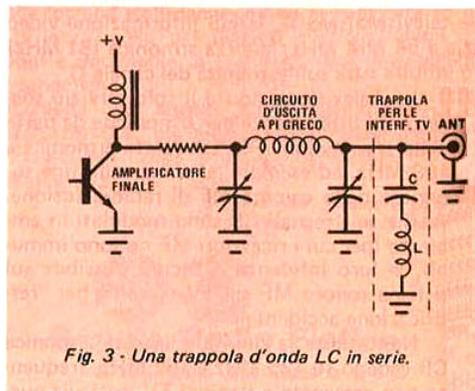 +V
CIRCUITO
D'USCITA
A PI GRECO
TRAPPOLA
PER LE
INTERF. TV
ANT
AMPLIFICATORE
FINALE
C
L
Fig. 3 - Una trappola d'onda LC in serie.